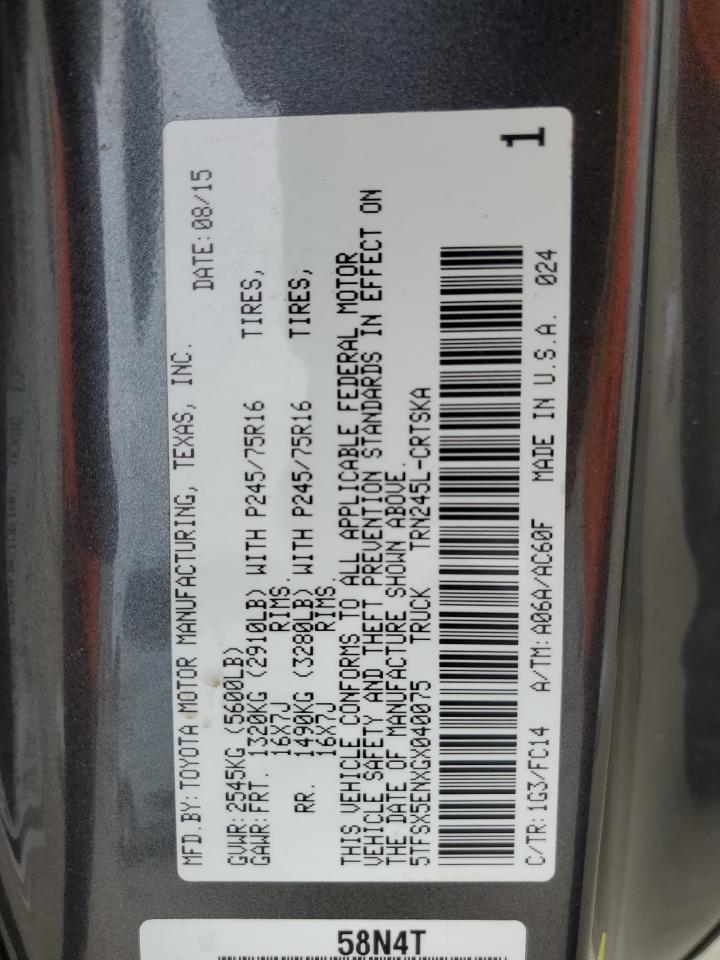 MFD.BY: TOYOTA MOTOR MANUFACTURING, TEXAS, INC.
DATE: 08/15
GVWR: 2545KG (5600LB)
GAWR: FRT. 1320KG (2910LB) WITH P245/75R16 TIRES,
16X7J RIMS.
RR. 1490KG (3280LB) WITH P245/75R16 TIRES,
16X7J RIMS.
THIS VEHICLE CONFORMS TO ALL APPLICABLE FEDERAL MOTOR
VEHICLE SAFETY AND THEFT PREVENTION STANDARDS IN EFFECT ON
THE DATE OF MANUFACTURE SHOWN ABOVE.
5TFSX5ENXGX040075 TRUCK TRN245L-CRTSKA
C/TR: 1G3/FC14 A/TM: A06A/AC60F MADE IN U.S.A. 024
1
58N4T